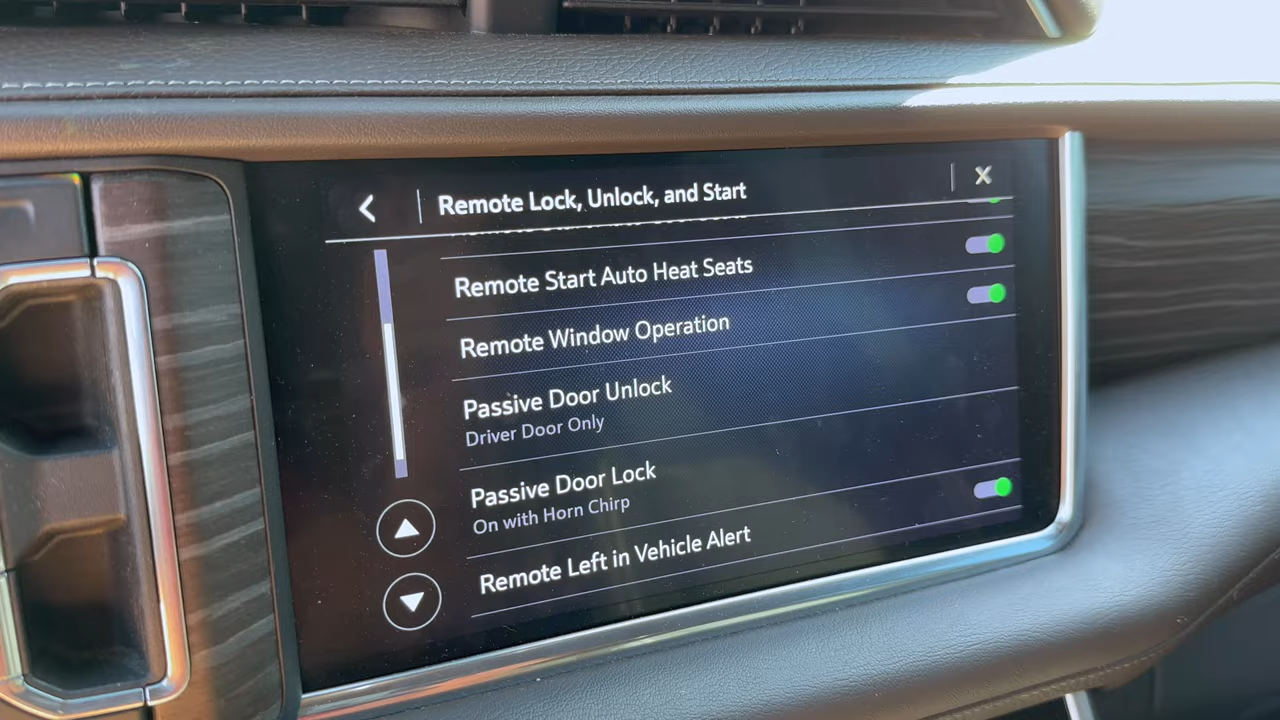 Remote Lock, Unlock, and Start
Remote Start Auto Heat Seats
Remote Window Operation
Passive Door Unlock
Driver Door Only
Passive Door Lock
On with Horn Chirp
Remote Left in Vehicle Alert